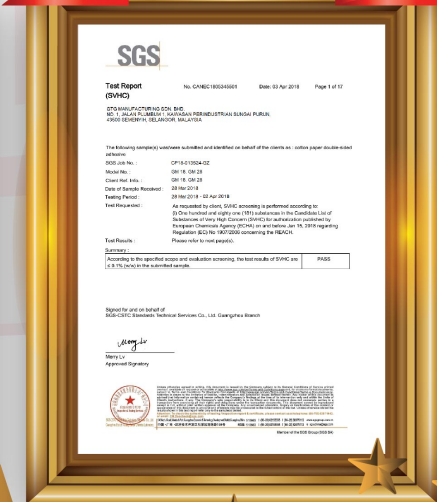 SGS
Test Report No. CANEC1805345501 Date: 03 Apr 2018 Page 1 of 17
(SVHC)
GTG MANUFACTURING SDN. BHD.
NO. 1, JALAN PLUMBUM 1, KAWASAN PERINDUSTRIAN SUNGAI PURUN,
43500 SEMENYIH, SELANGOR, MALAYSIA
The following sample(s) was/were submitted and identified on behalf of the clients as : cotton paper double-sided
adhesive
SGS Job No. : CP18-013524-GZ
Model No. : GM 18, GM 28
Client Ref. Info. : GM 18, GM 28
Date of Sample Received : 28 Mar 2018
Testing Period : 28 Mar 2018 - 03 Apr 2018
Test Requested : As requested by client, SVHC screening is performed according to:
(i) One hundred and eighty one (181) substances in the Candidate List of
Substances of Very High Concern (SVHC) for authorization published by
European Chemicals Agency (ECHA) on and before Jan 15, 2018 regarding
Regulation (EC) No 1907/2006 concerning the REACH.
Test Results : Please refer to next page(s).
Summary :
According to the specified scope and evaluation screening, the test results of SVHC are PASS
≤ 0.1% (w/w) in the submitted sample.
Signed for and on behalf of
SGS-CSTC Standards Technical Services Co., Ltd. Guangzhou Branch
Merry Lv
Merry Lv
Approved Signatory
Member of the SGS Group (SGS SA)